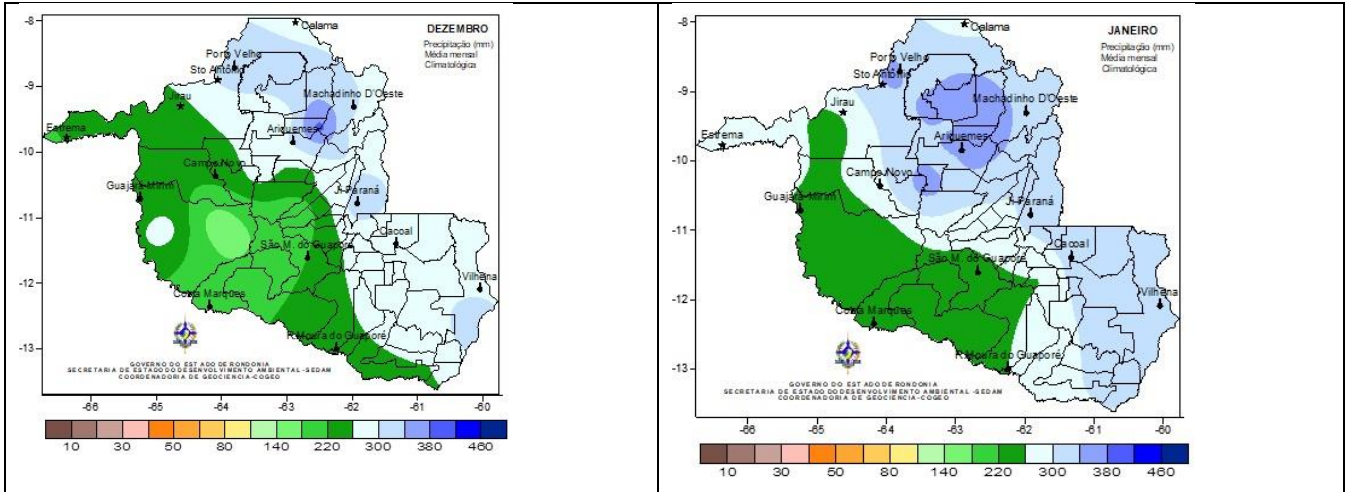 -8
Calama
DEZEMBRO
Precipitação (mm)
Média mensal
Climatológica
Porto Velho
Sto Antônio
-9
Machadinho D'Oeste
Jirau
Estrema
Ariquemes
-10
Campo Novo
Guajará-Mirim
Ji Paraná
-11
Cacoal
São M. do Guaporé
-12
Vilhena
Costa Marques
-13
R.Moura do Guaporé
GOVERNO DO ESTADO DE RONDONIA
SECRETARIA DE ESTADO DO DESENVOLVIMENTO AMBIENTAL -SEDAM
COORDENADORIA DE GEOCIENCIA-COGEO
-66 -65 -64 -63 -62 -61 -60
10 30 50 80 140 220 300 380 460
-8
Calama
JANEIRO
Precipitação (mm)
Média mensal
Climatológica
Porto Velho
Sto Antônio
-9
Machadinho D'Oeste
Jirau
Estrema
Ariquemes
-10
Campo Novo
Guajará-Mirim
Ji Paraná
-11
Cacoal
São M. do Guaporé
-12
Vilhena
Costa Marques
R.Moura do Guaporé
-13
GOVERNO DO ESTADO DE RONDONIA
SECRETARIA DE ESTADO DO DESENVOLVIMENTO AMBIENTAL -SEDAM
COORDENADORIA DE GEOCIENCIA-COGEO
-66 -65 -64 -63 -62 -61 -60
10 30 50 80 140 220 300 380 460